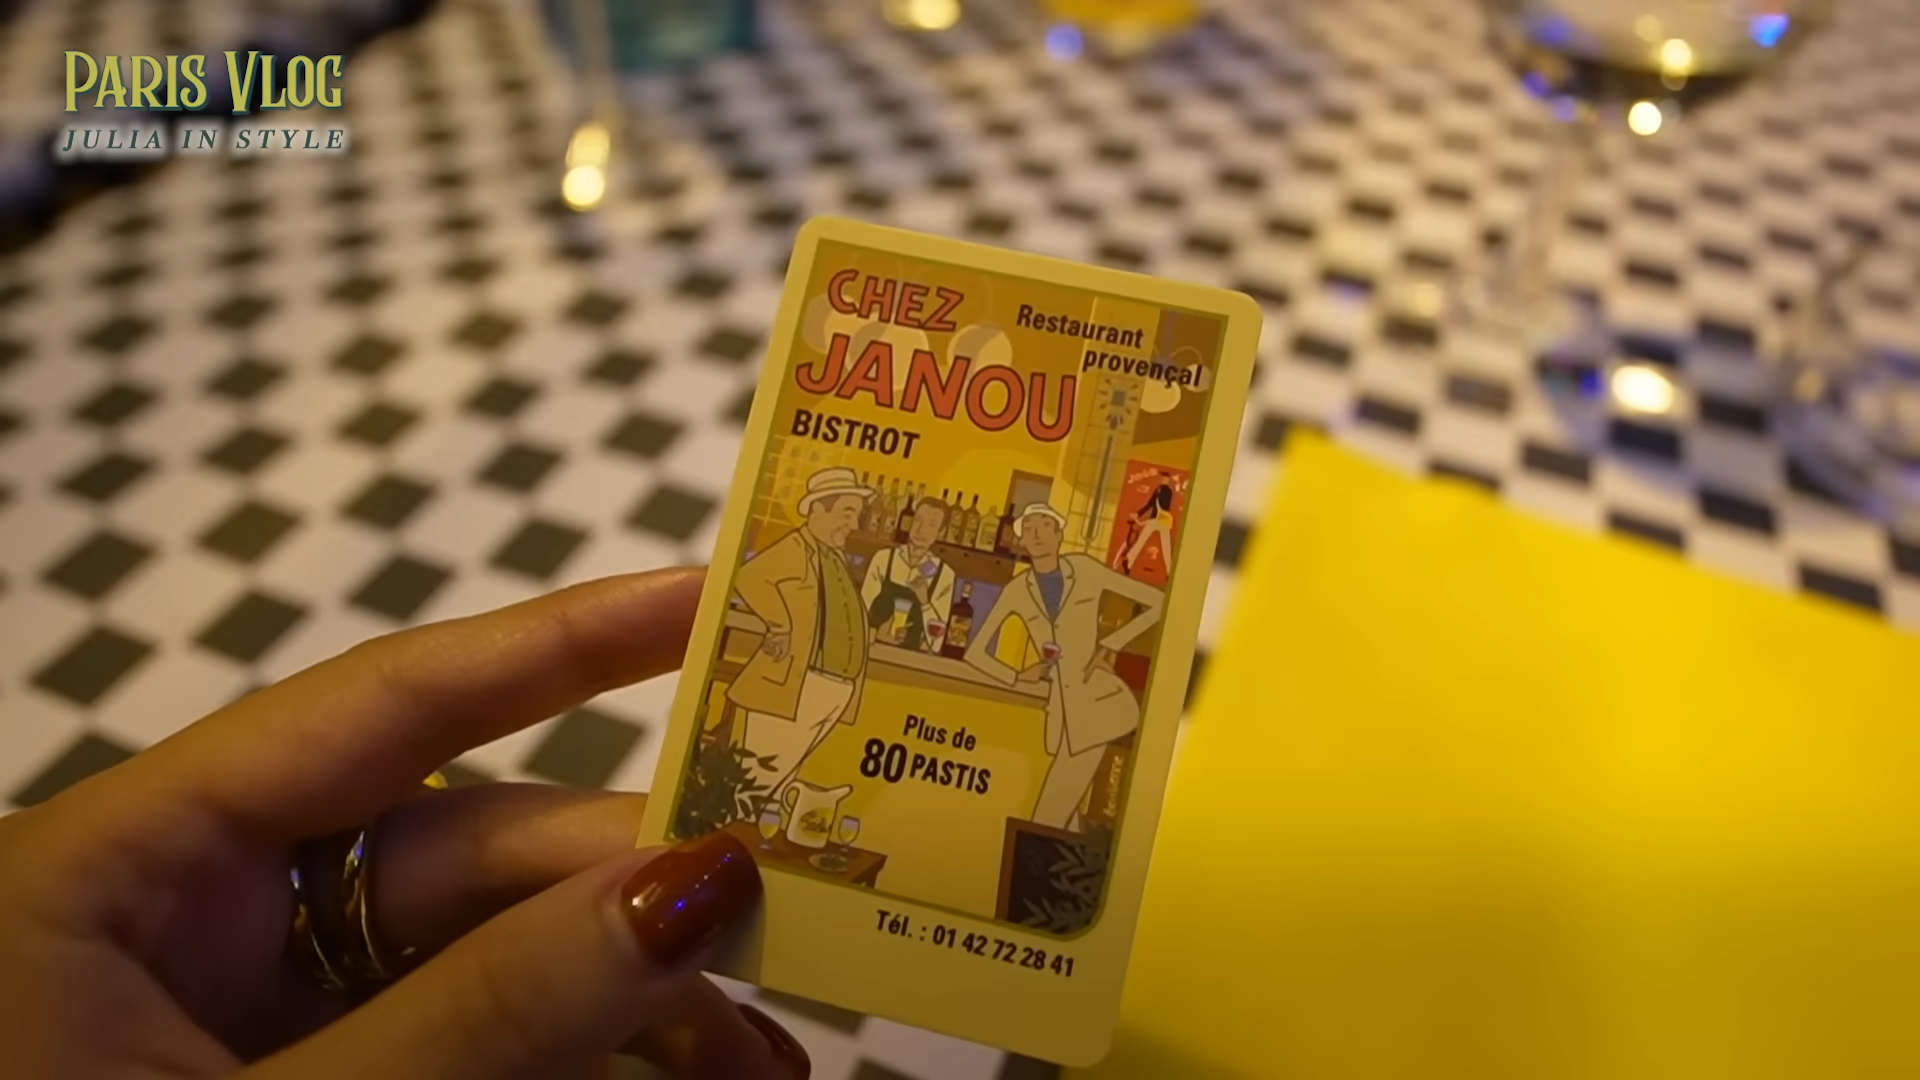 PARIS VLOG
JULIA IN STYLE
CHEZ
JANOU
Restaurant
provençal
BISTROT
Plus de
80 PASTIS
Tél. : 01 42 72 28 41